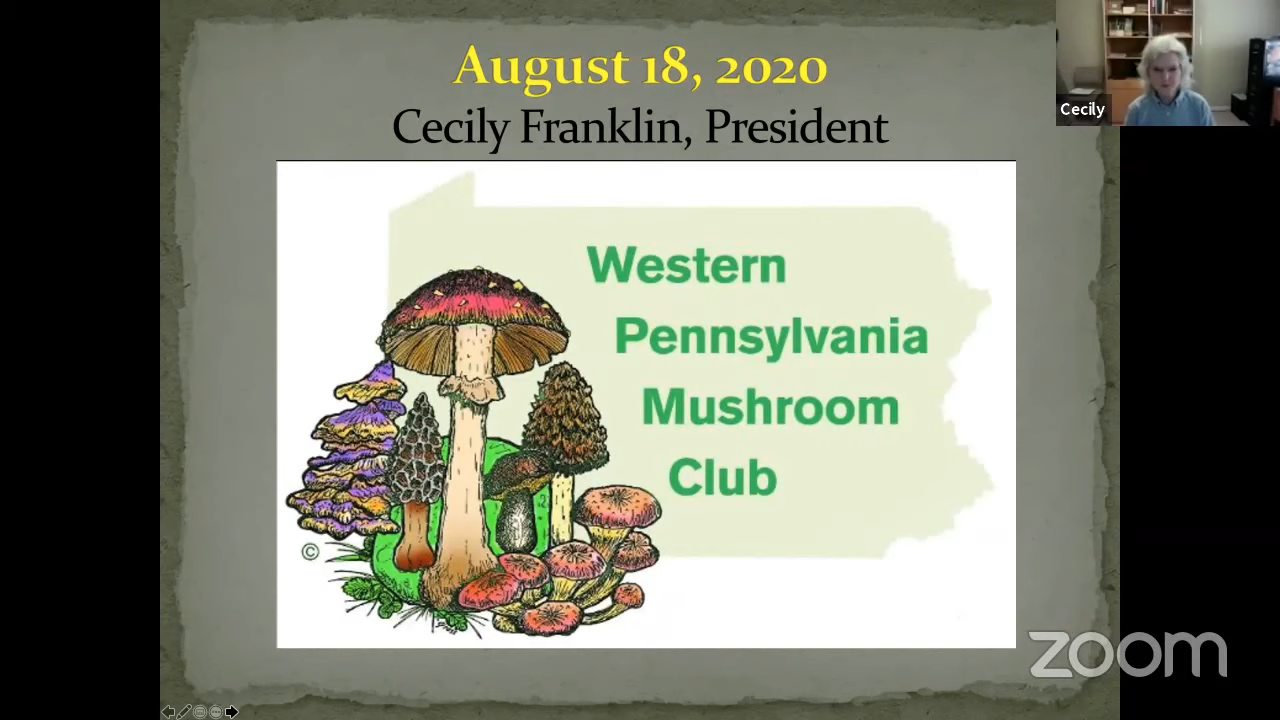 August 18, 2020
Cecily Franklin, President
Cecily
Western
Pennsylvania
Mushroom
Club
©
zoom